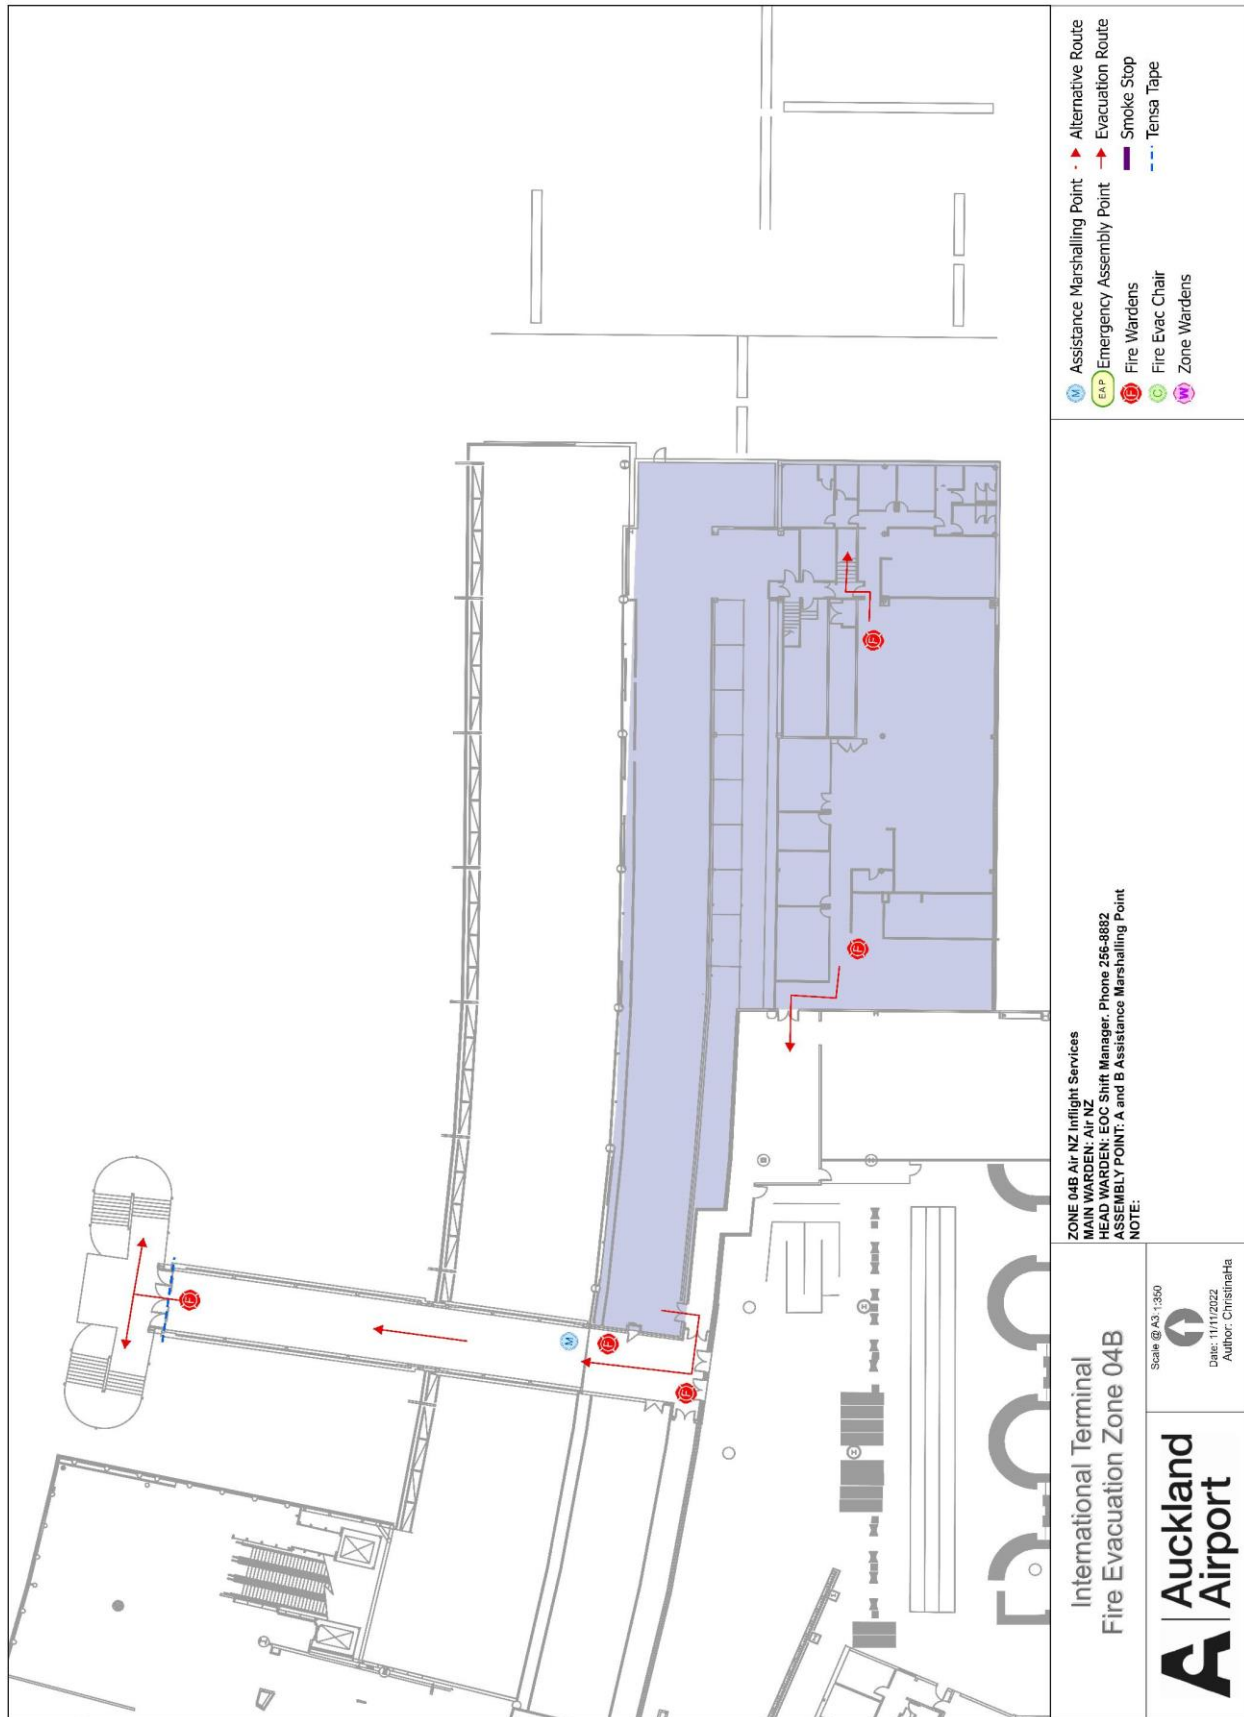 M Assistance Marshalling Point
EAP Emergency Assembly Point
F Fire Wardens
C Fire Evac Chair
W Zone Wardens
Alternative Route
Evacuation Route
Smoke Stop
Tensa Tape
ZONE 04B Air NZ Inflight Services
MAIN WARDEN: Air NZ
HEAD WARDEN: EOC Shift Manager. Phone 256-8882
ASSEMBLY POINT: A and B Assistance Marshalling Point
NOTE:
International Terminal
Fire Evacuation Zone 04B
Scale @ A3 1:350
Date: 11/11/2022
Author: ChristinaHa
Auckland
Airport
F
F
F
M
F
F